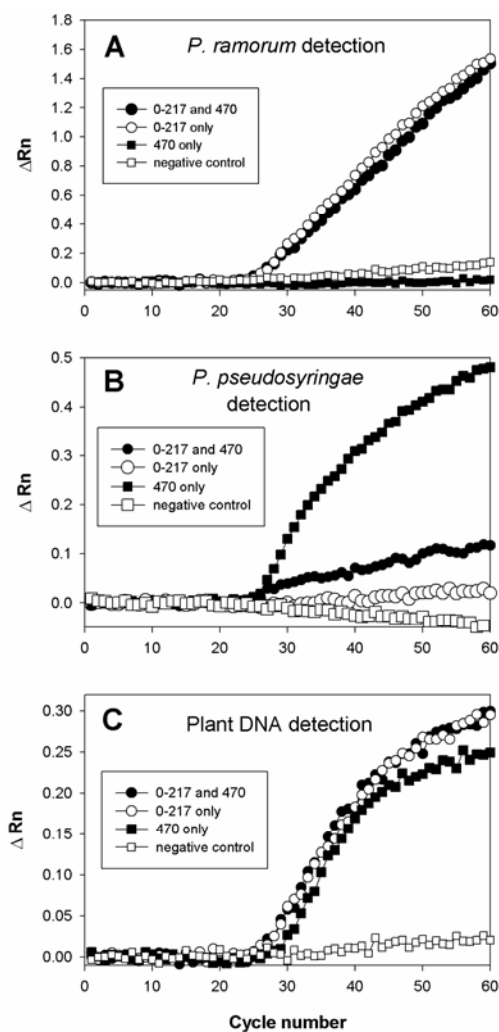 A
P. ramorum detection
0-217 and 470
0-217 only
470 only
negative control
ΔRn
1.8
1.6
1.4
1.2
1.0
0.8
0.6
0.4
0.2
0.0
0 10 20 30 40 50 60
B
P. pseudosyringae
detection
0-217 and 470
0-217 only
470 only
negative control
Δ Rn
0.5
0.4
0.3
0.2
0.1
0.0
0 10 20 30 40 50 60
C
Plant DNA detection
0-217 and 470
0-217 only
470 only
negative control
Δ Rn
0.30
0.25
0.20
0.15
0.10
0.05
0.00
0 10 20 30 40 50 60
Cycle number